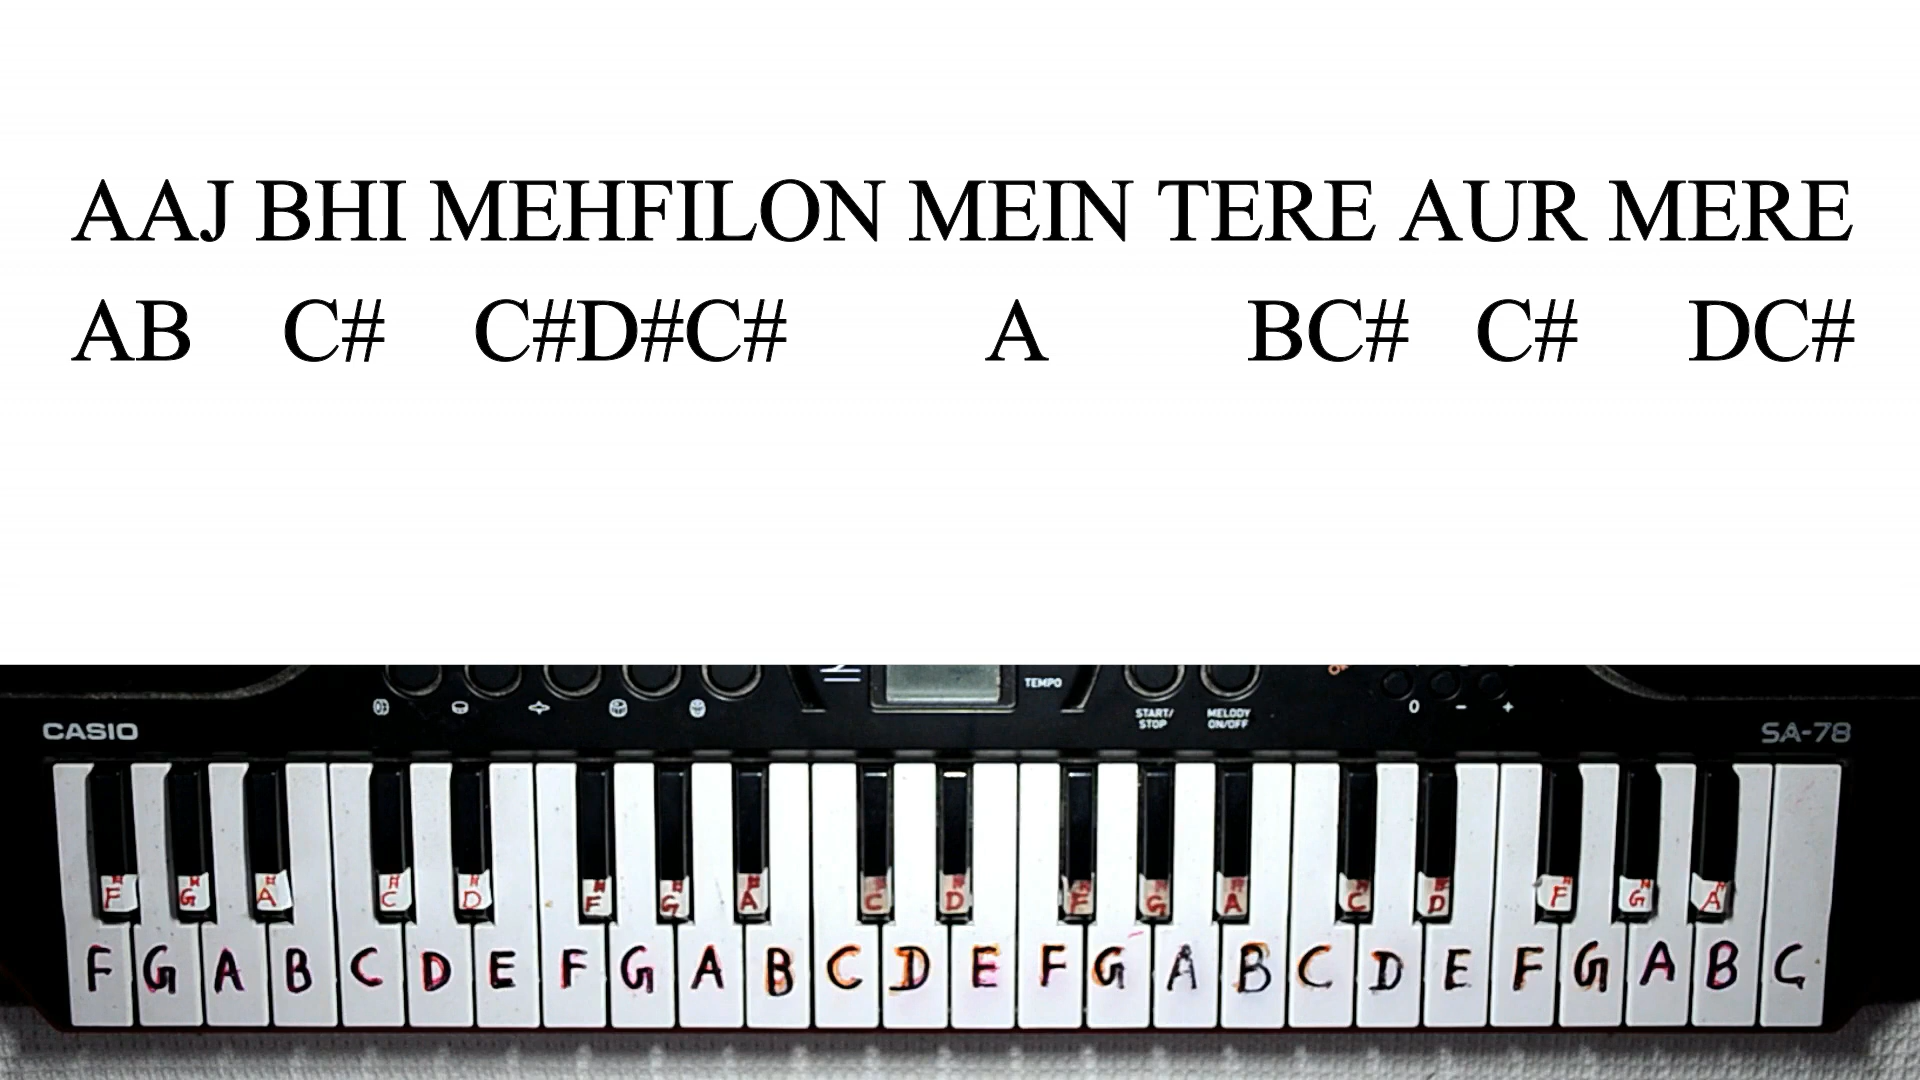 AAJ BHI MEHFILON MEIN TERE AUR MERE
AB C# C#D#C# A BC# C# DC#
TEMPO
START/ STOP
MELODY ON/OFF
0 - +
CASIO SA-78
F# G# A# C# D# F# G# A# C# D# F# G# A# C# D# F# G# A#
F G A B C D E F G A B C D E F G A B C D E F G A B C